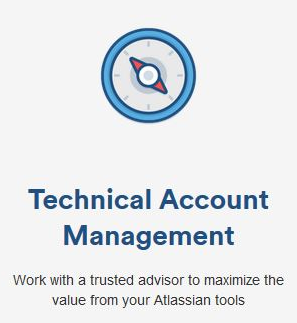 Technical Account
Management
Work with a trusted advisor to maximize the
value from your Atlassian tools